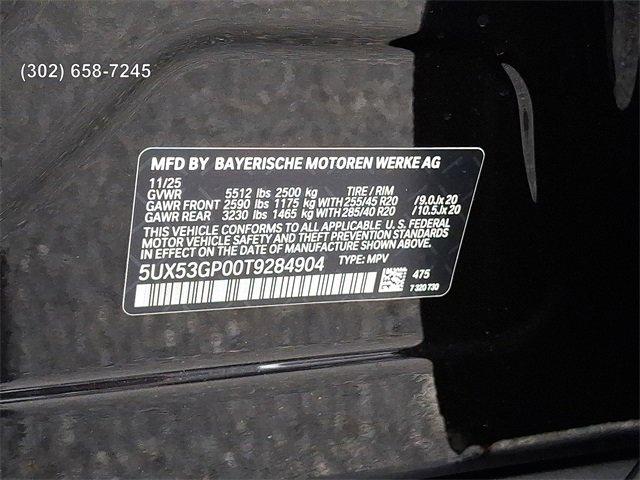 (302) 658-7245
MFD BY BAYERISCHE MOTOREN WERKE AG
11/25
GVWR 5512 lbs 2500 kg TIRE / RIM
GAWR FRONT 2590 lbs 1175 kg WITH 255/45 R20 /9.0Jx20
GAWR REAR 3230 lbs 1465 kg WITH 285/40 R20 /10.5Jx20
THIS VEHICLE CONFORMS TO ALL APPLICABLE U. S. FEDERAL
MOTOR VEHICLE SAFETY AND THEFT PREVENTION STANDARDS
IN EFFECT ON THE DATE OF MANUFACTURE SHOWN ABOVE.
5UX53GP00T9284904 TYPE: MPV
475
7 320 730